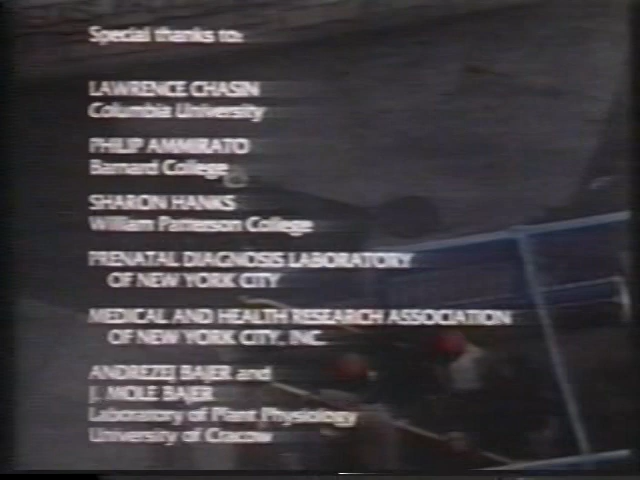 Special thanks to:
LAWRENCE CHASIN
Columbia University
PHILIP AMMIRATO
Barnard College
SHARON HANKS
William Patterson College
PRENATAL DIAGNOSIS LABORATORY
OF NEW YORK CITY
MEDICAL AND HEALTH RESEARCH ASSOCIATION
OF NEW YORK CITY, INC.
ANDREZEJ BAJER and
J. MOLE BAJER
Laboratory of Plant Physiology
University of Cracow